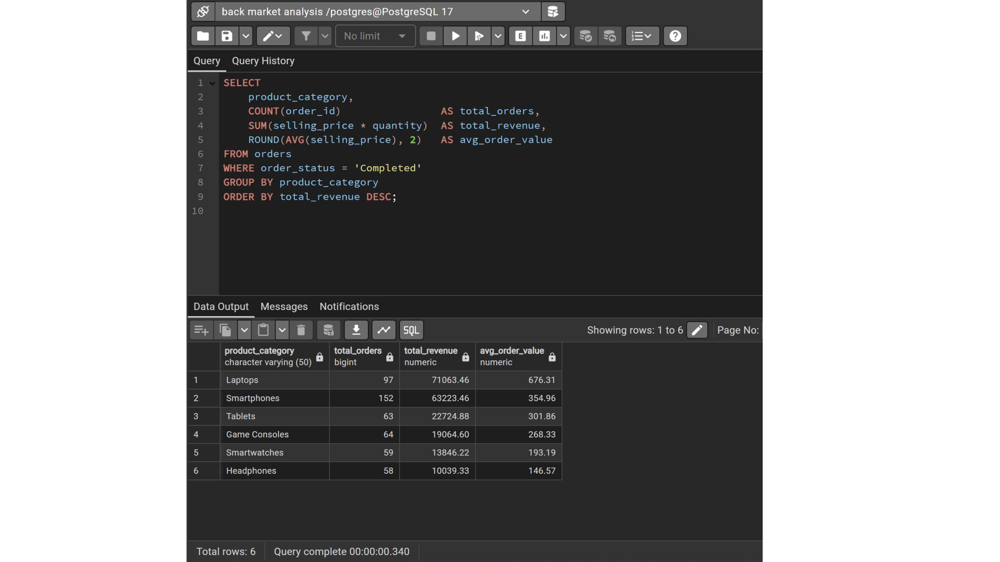 back market analysis /postgres@PostgreSQL 17
No limit
E
Query Query History
1 SELECT
2 product_category,
3 COUNT(order_id) AS total_orders,
4 SUM(selling_price * quantity) AS total_revenue,
5 ROUND(AVG(selling_price), 2) AS avg_order_value
6 FROM orders
7 WHERE order_status = 'Completed'
8 GROUP BY product_category
9 ORDER BY total_revenue DESC;
10
Data Output Messages Notifications
SQL Showing rows: 1 to 6 Page No:
product_category total_orders total_revenue avg_order_value
character varying (50) bigint numeric numeric
1 Laptops 97 71063.46 676.31
2 Smartphones 152 63223.46 354.96
3 Tablets 63 22724.88 301.86
4 Game Consoles 64 19064.60 268.33
5 Smartwatches 59 13846.22 193.19
6 Headphones 58 10039.33 146.57
Total rows: 6 Query complete 00:00:00.340